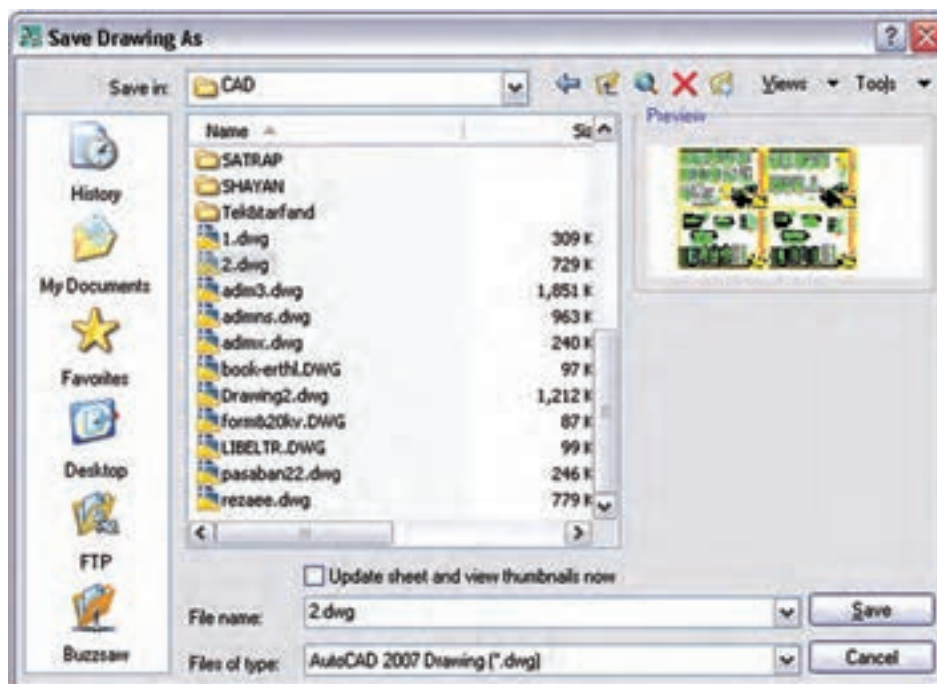 Save Drawing As
Save in: CAD Views Tools
Preview
Name Siz
History
My Documents
Favorites
Desktop
FTP
Buzzsaw
SATRAP
SHAYAN
1.dwg 309 K
2.dwg 729 K
adim3.dwg 1,851 K
admns.dwg 963 K
admx.dwg 240 K
book-erthl.DWG 97 K
Drawing2.dwg 1,212 K
form&20kv.DWG 87 K
LIBELTR.DWG 99 K
pasaban22.dwg 246 K
rezaee.dwg 779 K
Update sheet and view thumbnails now
File name: 2.dwg Save
Files of type: AutoCAD 2007 Drawing (*.dwg) Cancel